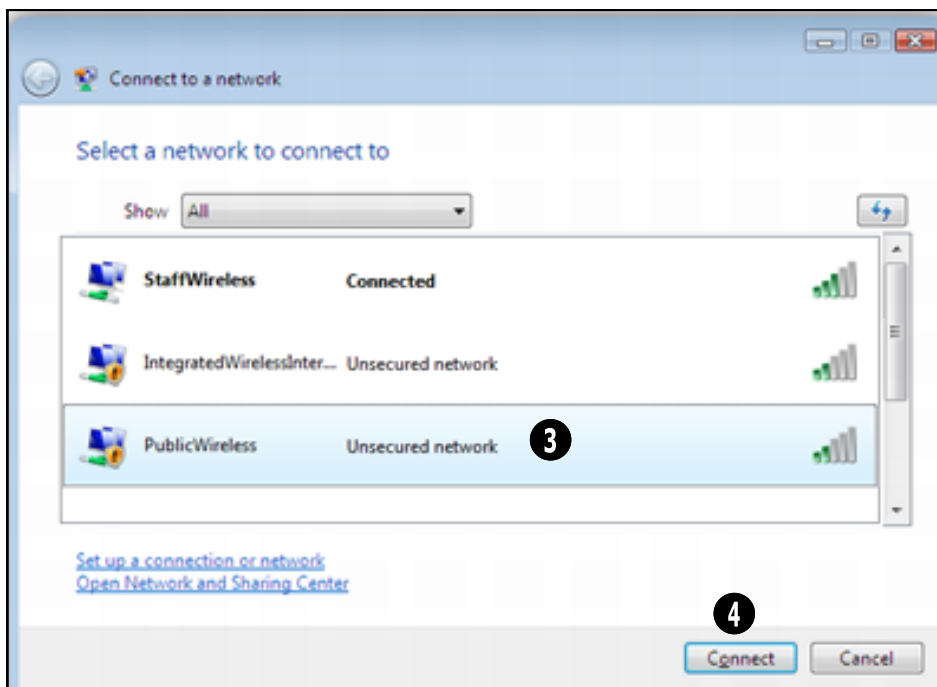 Connect to a network
Select a network to connect to
Show All
StaffWireless Connected
IntegratedWirelessInter... Unsecured network
PublicWireless Unsecured network 3
Set up a connection or network
Open Network and Sharing Center
4
Connect Cancel